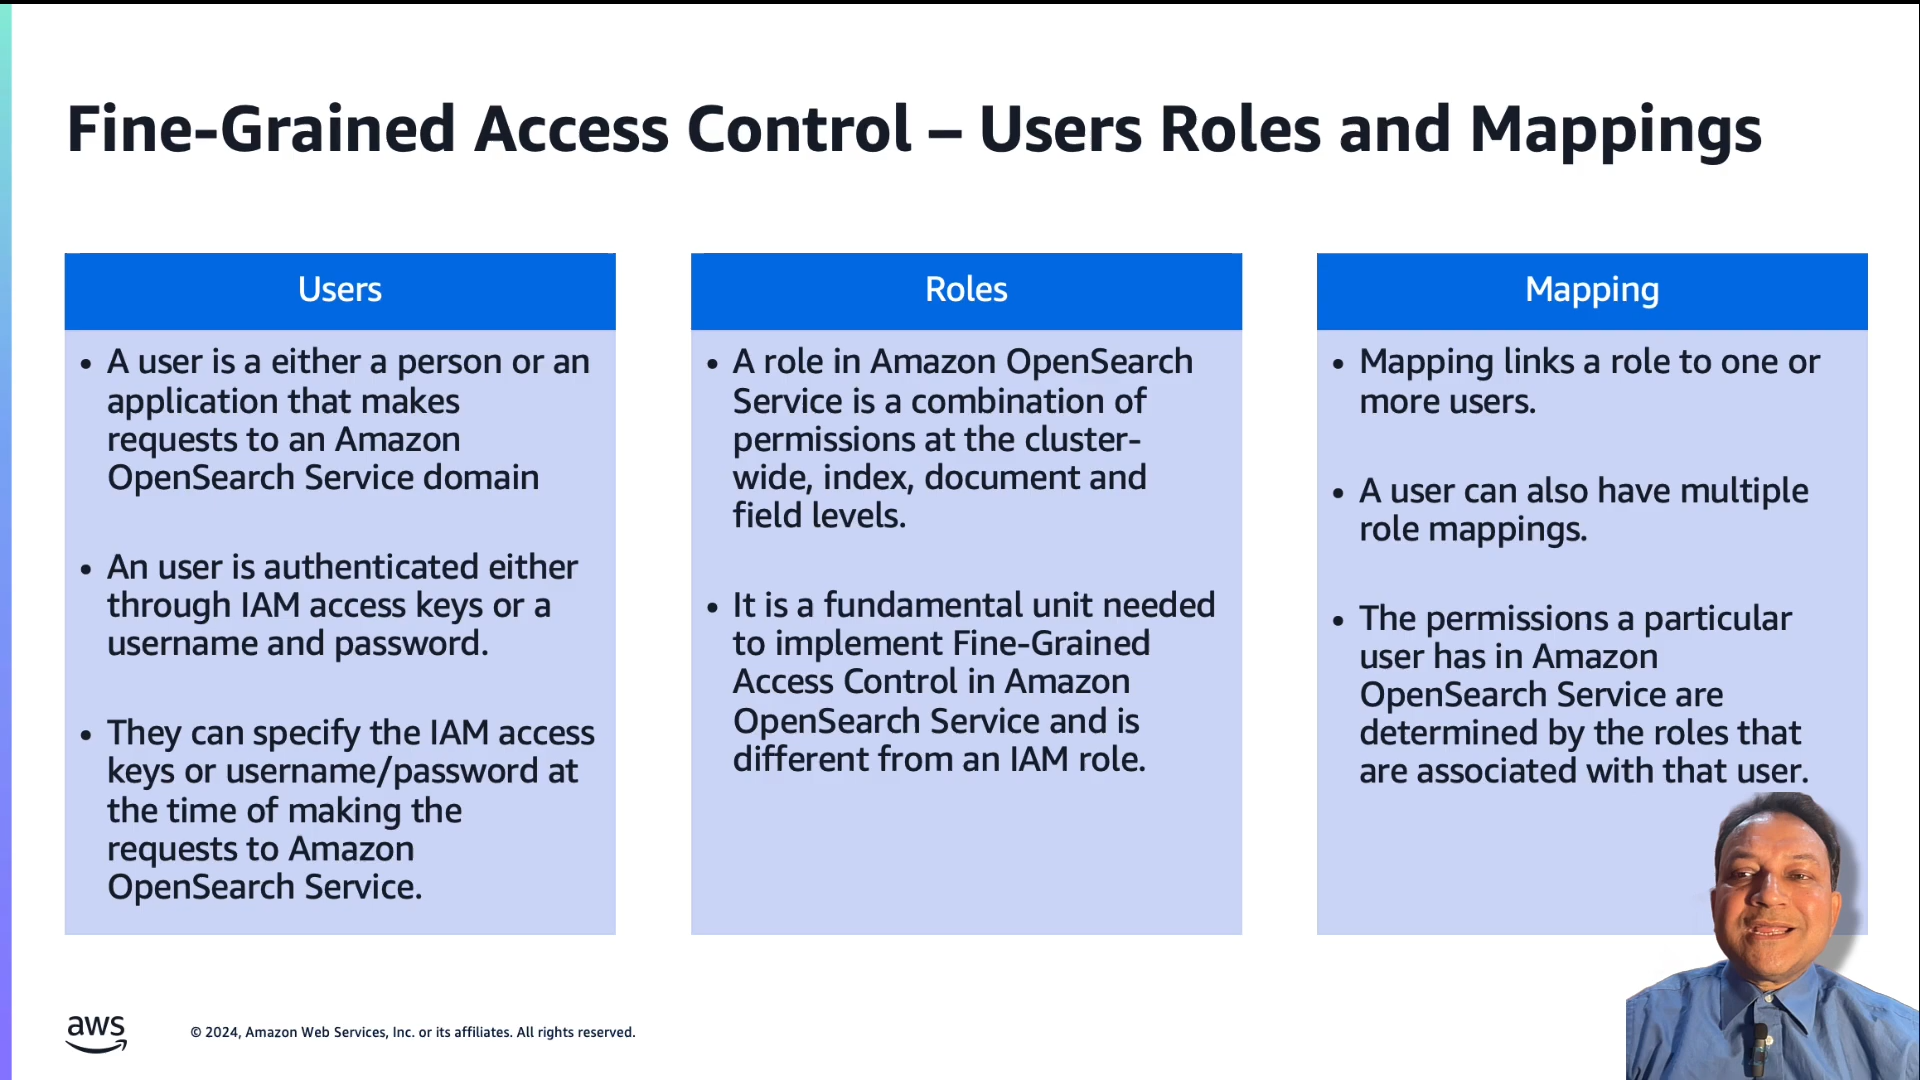 Fine-Grained Access Control – Users Roles and Mappings
Users
• A user is a either a person or an
application that makes
requests to an Amazon
OpenSearch Service domain
• An user is authenticated either
through IAM access keys or a
username and password.
• They can specify the IAM access
keys or username/password at
the time of making the
requests to Amazon
OpenSearch Service.
Roles
• A role in Amazon OpenSearch
Service is a combination of
permissions at the cluster-
wide, index, document and
field levels.
• It is a fundamental unit needed
to implement Fine-Grained
Access Control in Amazon
OpenSearch Service and is
different from an IAM role.
Mapping
• Mapping links a role to one or
more users.
• A user can also have multiple
role mappings.
• The permissions a particular
user has in Amazon
OpenSearch Service are
determined by the roles that
are associated with that user.
aws
© 2024, Amazon Web Services, Inc. or its affiliates. All rights reserved.